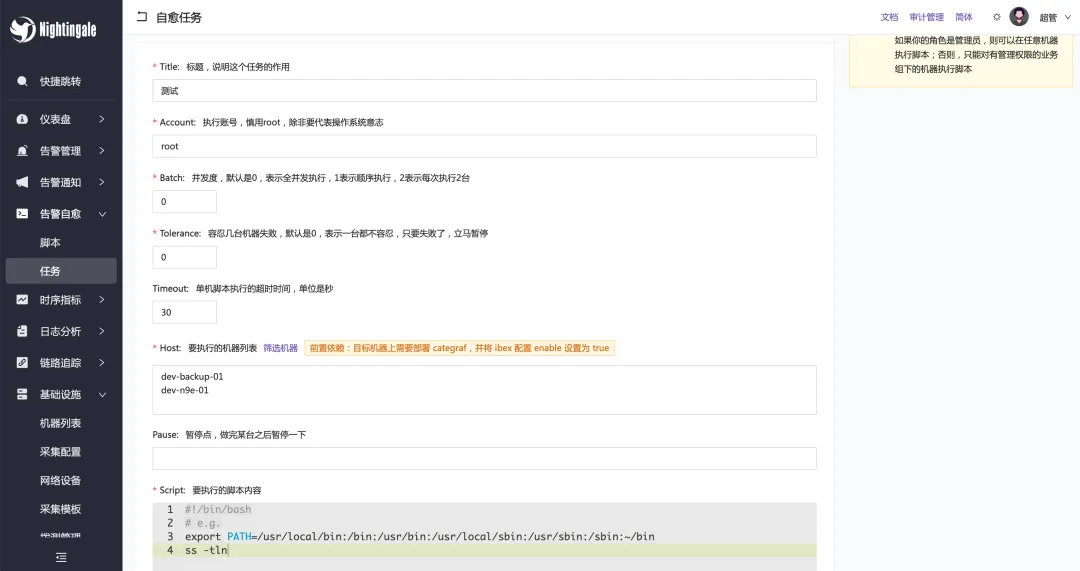 Nightingale
自愈任务
文档 审计管理 简体 超管
快捷跳转
仪表盘
告警管理
告警通知
告警自愈
脚本
任务
时序指标
日志分析
链路追踪
基础设施
机器列表
采集配置
网络设备
采集模板
拨测管理
如果你的角色是管理员，则可以在任意机器
执行脚本；否则，只能对有管理权限的业务
组下的机器执行脚本
* Title: 标题，说明这个任务的作用
测试
* Account: 执行账号，慎用root，除非要代表操作系统意志
root
* Batch: 并发度，默认是0，表示全并发执行，1表示顺序执行，2表示每次执行2台
0
* Tolerance: 容忍几台机器失败，默认是0，表示一台都不容忍，只要失败了，立马暂停
0
Timeout: 单机脚本执行的超时时间，单位是秒
30
* Host: 要执行的机器列表 筛选机器 前置依赖：目标机器上需要部署 categraf，并将 ibex 配置 enable 设置为 true
dev-backup-01
dev-n9e-01
Pause: 暂停点，做完某台之后暂停一下
* Script: 要执行的脚本内容
1 #!/bin/bash
2 # e.g.
3 export PATH=/usr/local/bin:/bin:/usr/bin:/usr/local/sbin:/usr/sbin:/sbin:~/bin
4 ss -tln